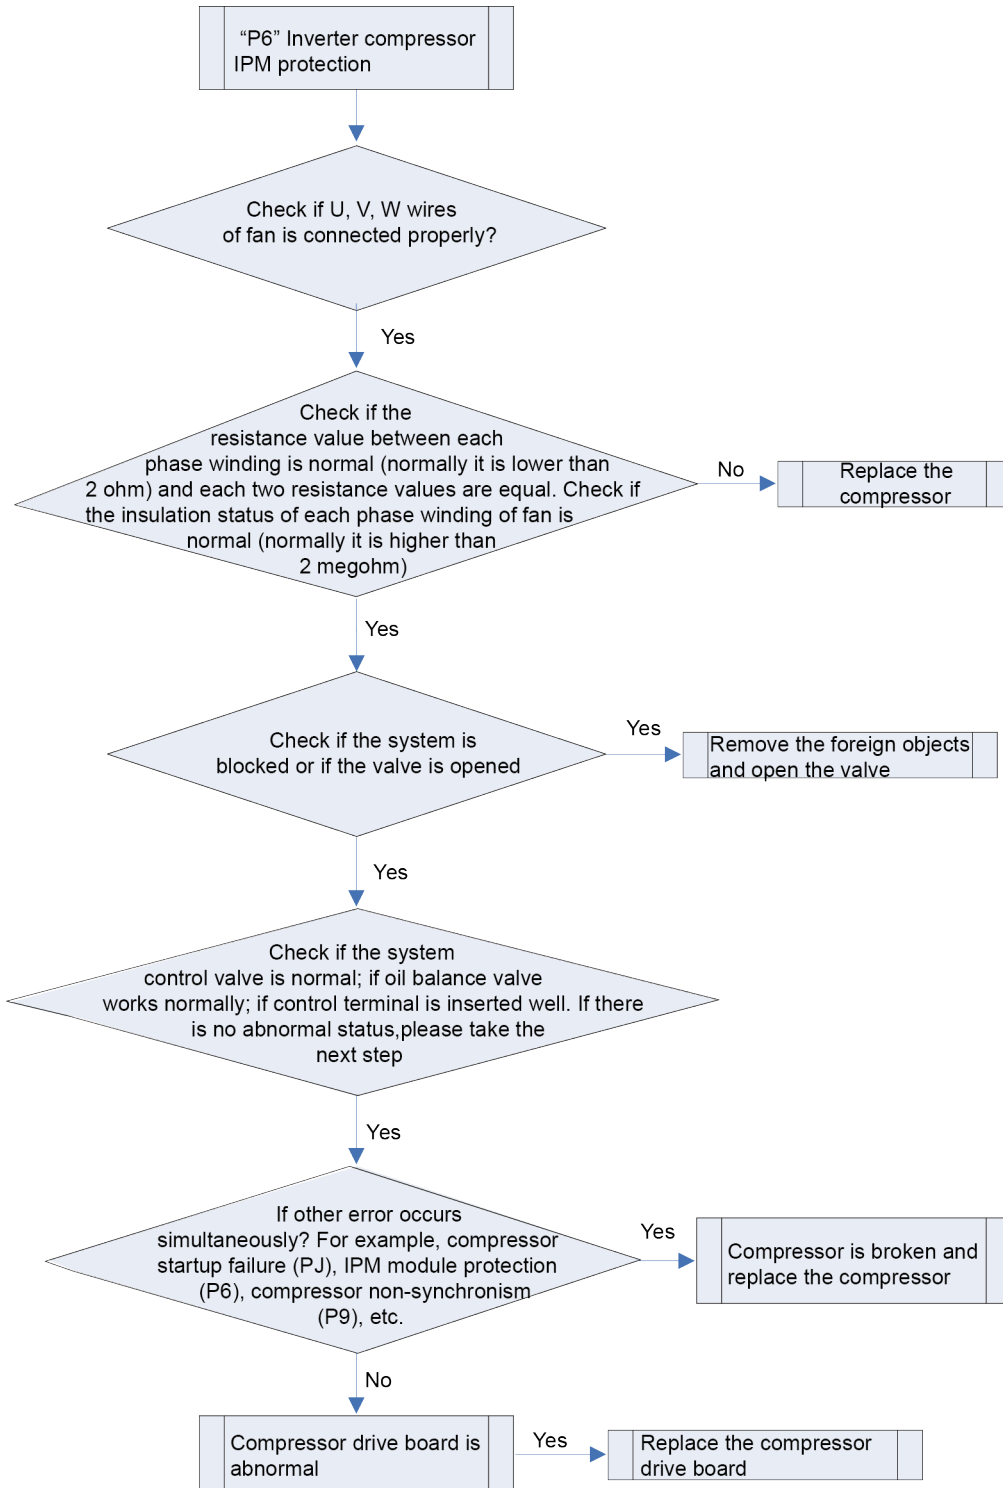 “P6” Inverter compressor
IPM protection
Check if U, V, W wires
of fan is connected properly?
Yes
Check if the
resistance value between each
phase winding is normal (normally it is lower than
2 ohm) and each two resistance values are equal. Check if
the insulation status of each phase winding of fan is
normal (normally it is higher than
2 megohm)
No
Replace the
compressor
Yes
Check if the system is
blocked or if the valve is opened
Yes
Remove the foreign objects
and open the valve
Yes
Check if the system
control valve is normal; if oil balance valve
works normally; if control terminal is inserted well. If there
is no abnormal status,please take the
next step
Yes
If other error occurs
simultaneously? For example, compressor
startup failure (PJ), IPM module protection
(P6), compressor non-synchronism
(P9), etc.
Yes
Compressor is broken and
replace the compressor
No
Compressor drive board is
abnormal
Yes
Replace the compressor
drive board